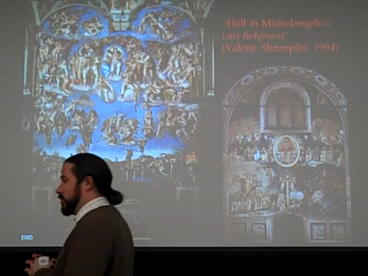 "Hell in Michelangelo's
Last Judgment"
(Valerie Shrimplin, 1994)
END